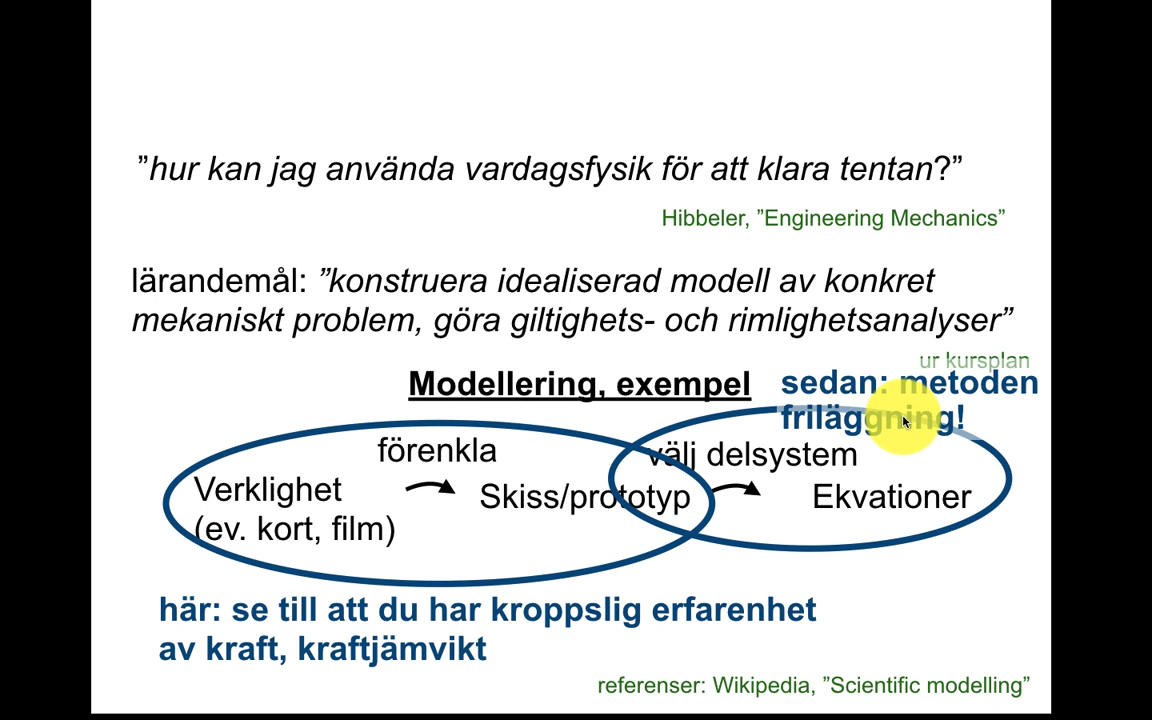 ”hur kan jag använda vardagsfysik för att klara tentan?”
Hibbeler, ”Engineering Mechanics”
lärandemål: ”konstruera idealiserad modell av konkret
mekaniskt problem, göra giltighets- och rimlighetsanalyser”
ur kursplan
Modellering, exempel
sedan: metoden
friläggning!
förenkla
välj delsystem
Verklighet
(ev. kort, film)
Skiss/prototyp
Ekvationer
här: se till att du har kroppslig erfarenhet
av kraft, kraftjämvikt
referenser: Wikipedia, ”Scientific modelling”